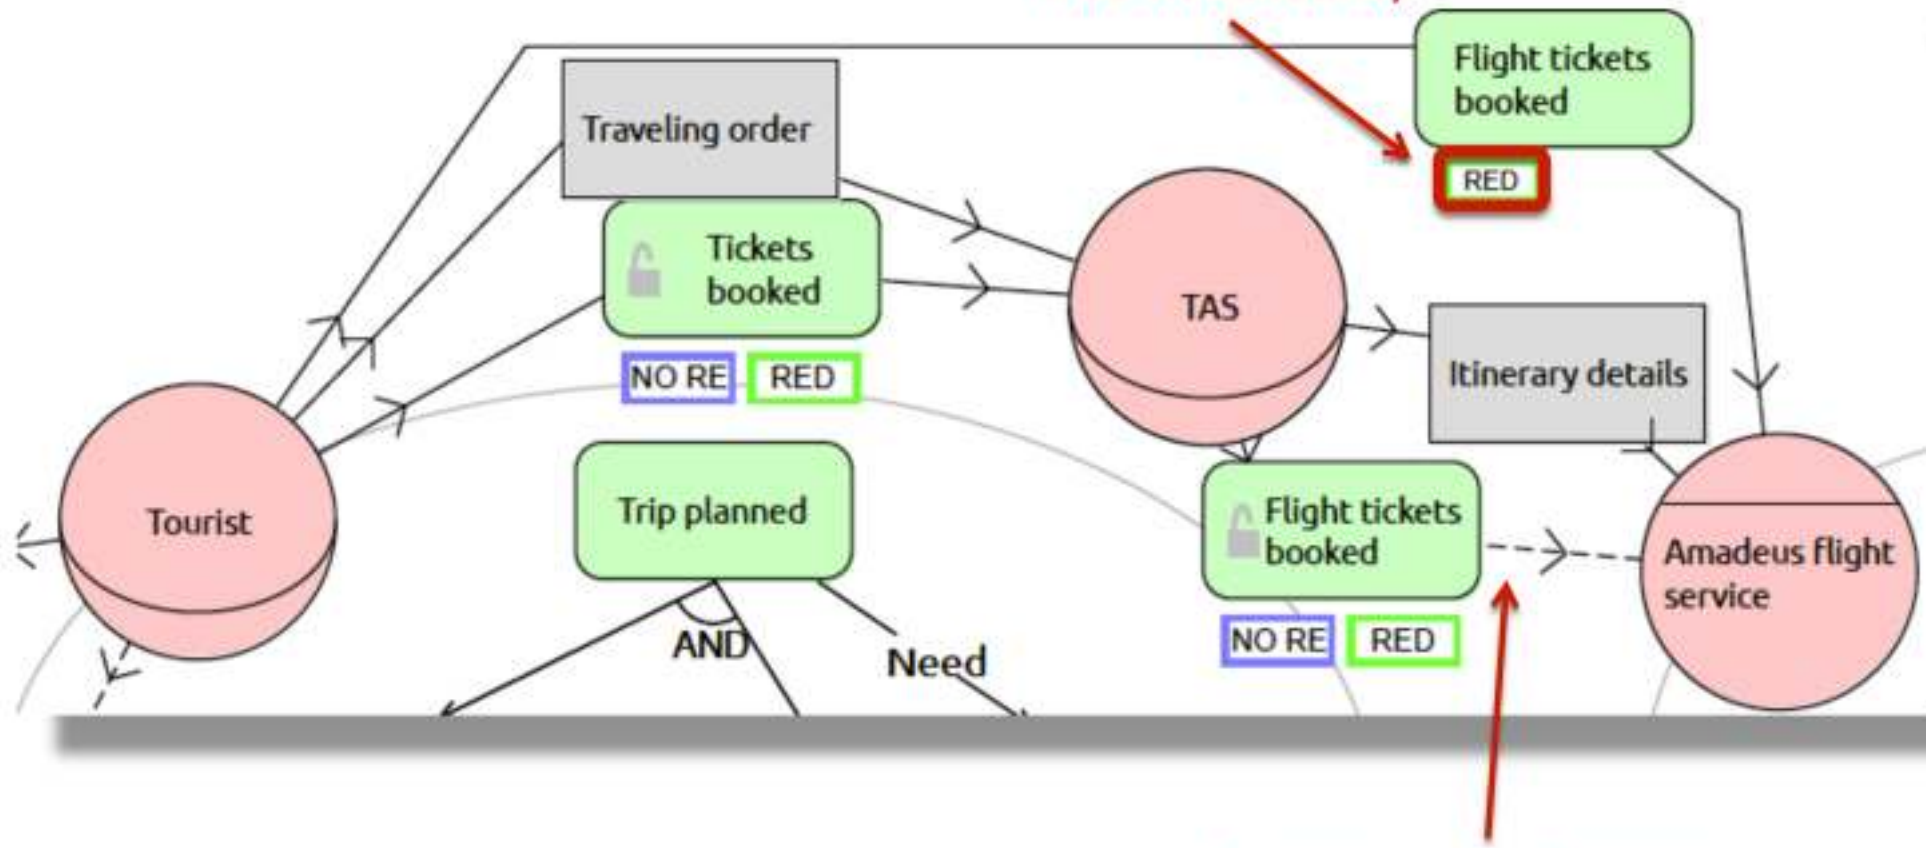 Flight tickets
booked
RED
Traveling order
Tickets
booked
NO RE
RED
TAS
Itinerary details
Tourist
Trip planned
AND
Need
Flight tickets
booked
NO RE
RED
Amadeus flight
service